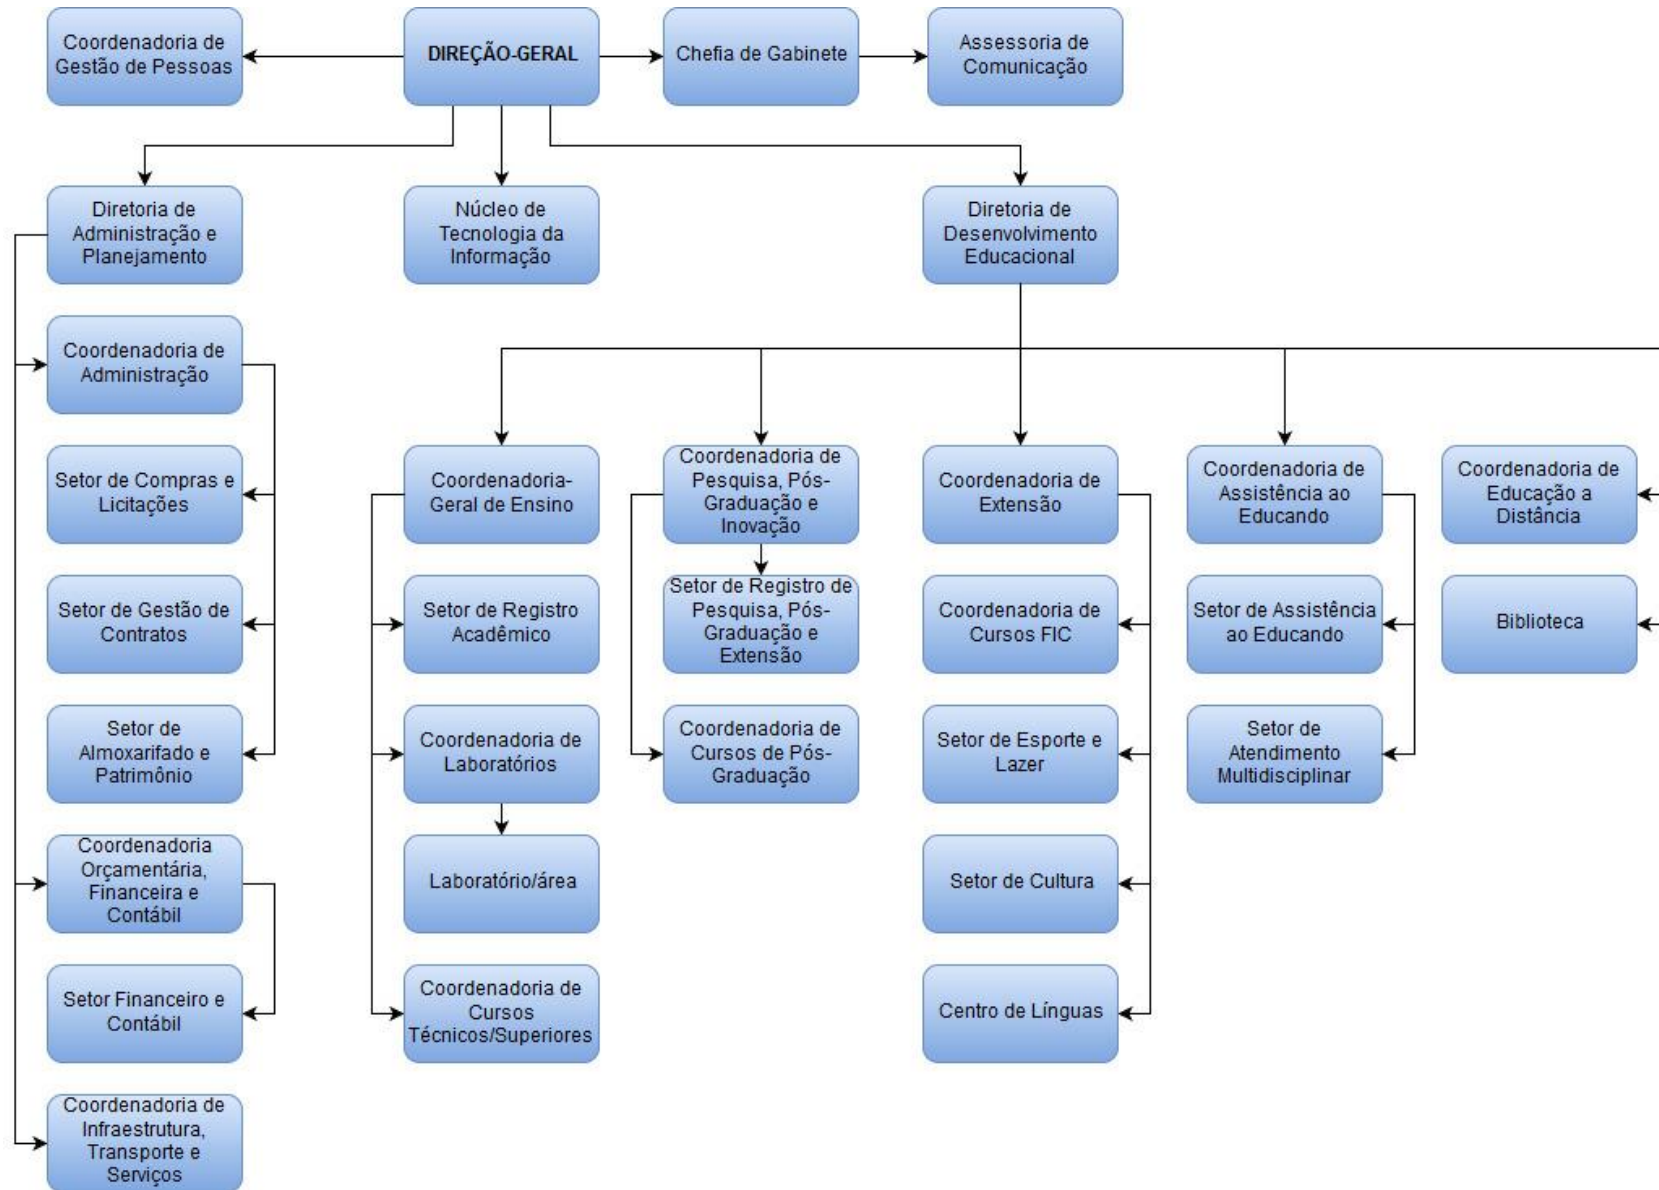 Coordenadoria de
Gestão de Pessoas
DIREÇÃO-GERAL
Chefia de Gabinete
Assessoria de
Comunicação
Diretoria de
Administração e
Planejamento
Núcleo de
Tecnologia da
Informação
Diretoria de
Desenvolvimento
Educacional
Coordenadoria de
Administração
Setor de Compras e
Licitações
Coordenadoria-
Geral de Ensino
Coordenadoria de
Pesquisa, Pós-
Graduação e
Inovação
Coordenadoria de
Extensão
Coordenadoria de
Assistência ao
Educando
Coordenadoria de
Educação a
Distância
Setor de Gestão de
Contratos
Setor de Registro
Acadêmico
Setor de Registro de
Pesquisa, Pós-
Graduação e
Extensão
Coordenadoria de
Cursos FIC
Setor de Assistência
ao Educando
Biblioteca
Setor de
Almoxarifado e
Patrimônio
Coordenadoria de
Laboratórios
Coordenadoria de
Cursos de Pós-
Graduação
Setor de Esporte e
Lazer
Setor de
Atendimento
Multidisciplinar
Coordenadoria
Orçamentária,
Financeira e
Contábil
Laboratório/área
Setor de Cultura
Setor Financeiro e
Contábil
Coordenadoria de
Cursos
Técnicos/Superiores
Centro de Línguas
Coordenadoria de
Infraestrutura,
Transporte e
Serviços